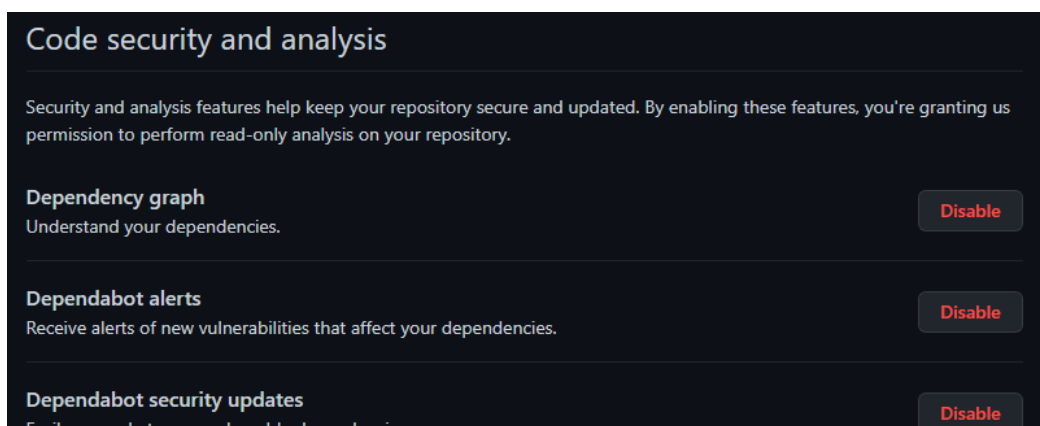 Code security and analysis
Security and analysis features help keep your repository secure and updated. By enabling these features, you're granting us
permission to perform read-only analysis on your repository.
Dependency graph
Disable
Understand your dependencies.
Dependabot alerts
Disable
Receive alerts of new vulnerabilities that affect your dependencies.
Dependabot security updates
Disable